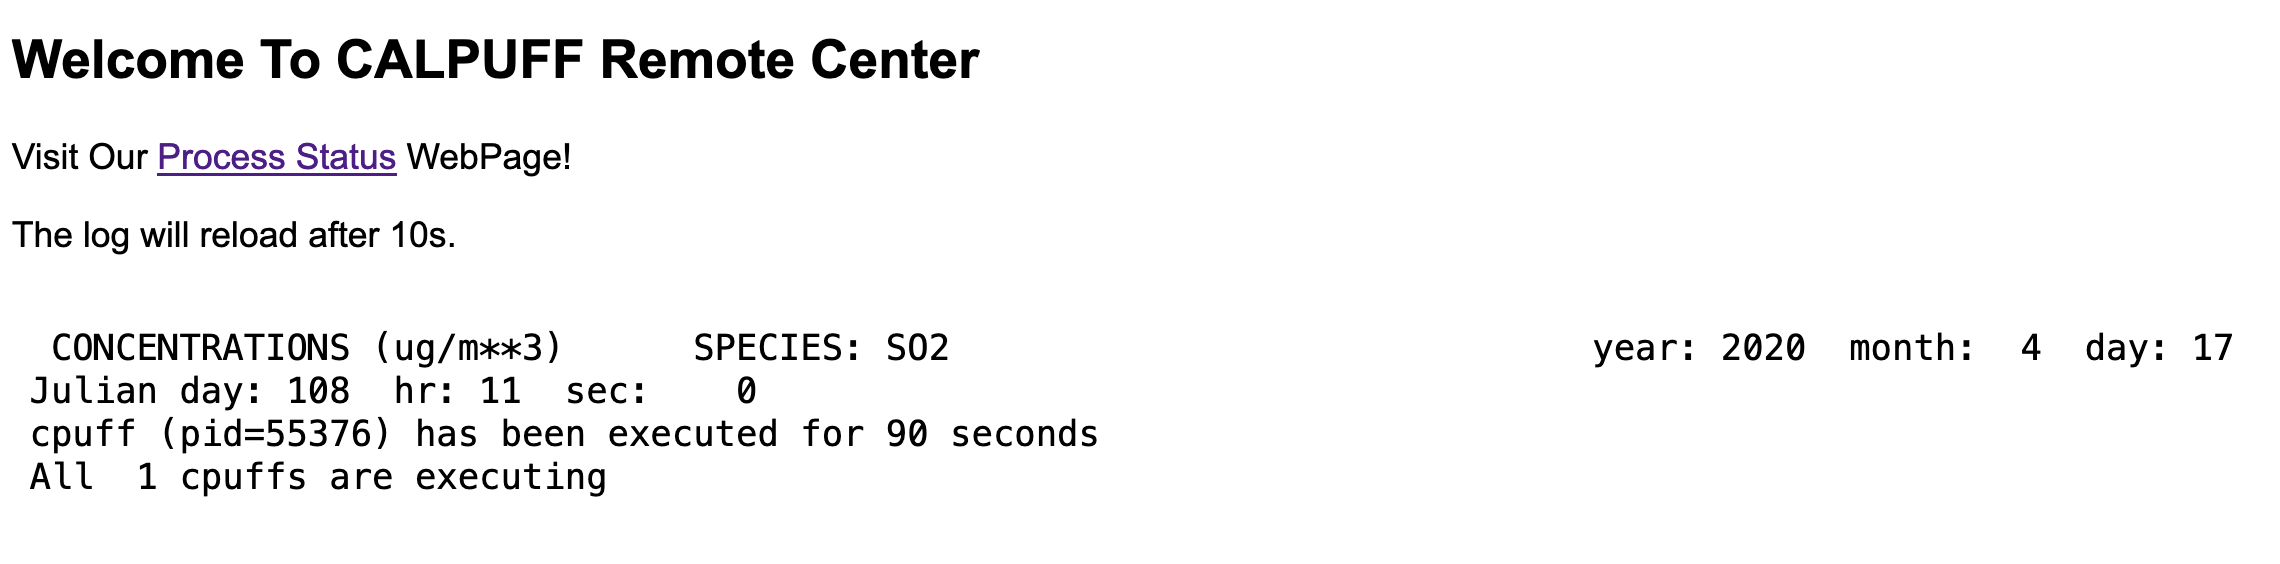 Welcome To CALPUFF Remote Center
Visit Our Process Status WebPage!
The log will reload after 10s.
CONCENTRATIONS (ug/m**3)      SPECIES: SO2                              year: 2020  month:  4  day: 17
Julian day: 108  hr: 11  sec:    0
cpuff (pid=55376) has been executed for 90 seconds
All  1 cpuffs are executing